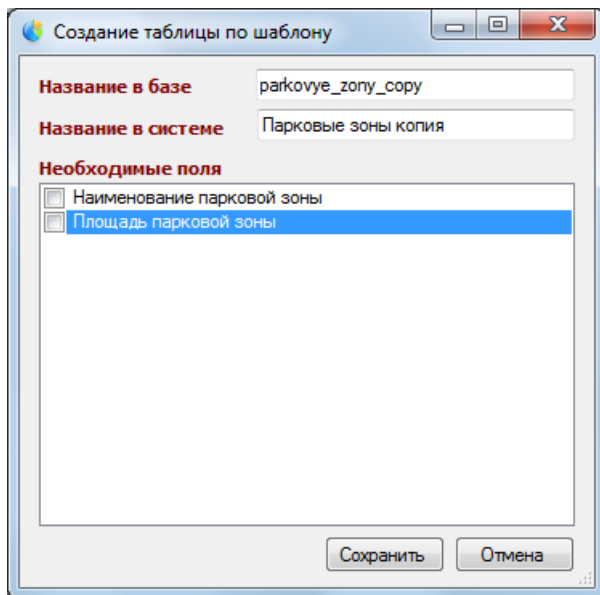 Создание таблицы по шаблону
Название в базе parkovye_zony_copy
Название в системе Парковые зоны копия
Необходимые поля
Наименование парковой зоны
Площадь парковой зоны
Сохранить Отмена